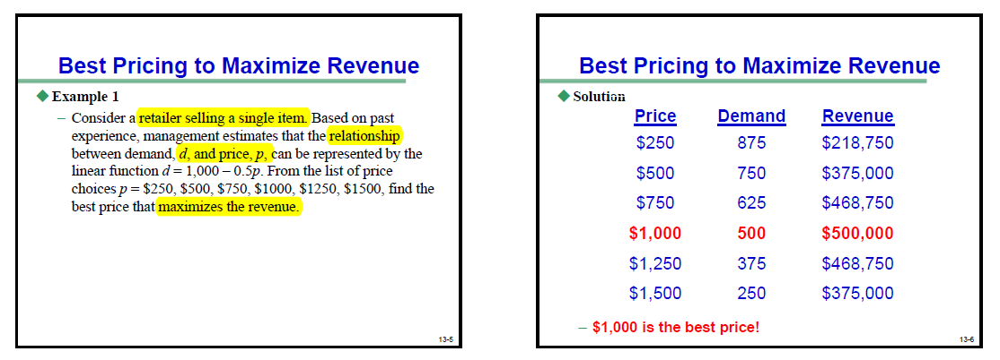 Best Pricing to Maximize Revenue
◆ Example 1
– Consider a retailer selling a single item. Based on past
experience, management estimates that the relationship
between demand, d, and price, p, can be represented by the
linear function d = 1,000 – 0.5p. From the list of price
choices p = $250, $500, $750, $1000, $1250, $1500, find the
best price that maximizes the revenue.
13-5
Best Pricing to Maximize Revenue
◆ Solution
Price Demand Revenue
$250 875 $218,750
$500 750 $375,000
$750 625 $468,750
$1,000 500 $500,000
$1,250 375 $468,750
$1,500 250 $375,000
– $1,000 is the best price!
13-6